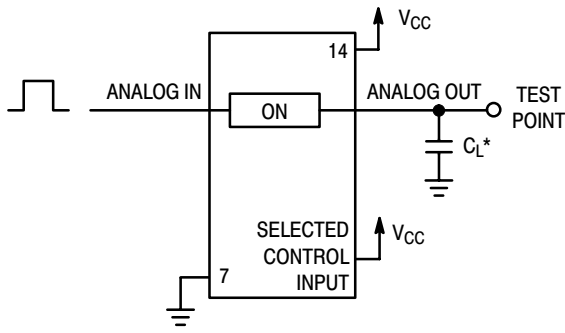 V_CC
14
ANALOG IN
ON
ANALOG OUT
TEST
POINT
C_L*
SELECTED
CONTROL
INPUT
V_CC
7